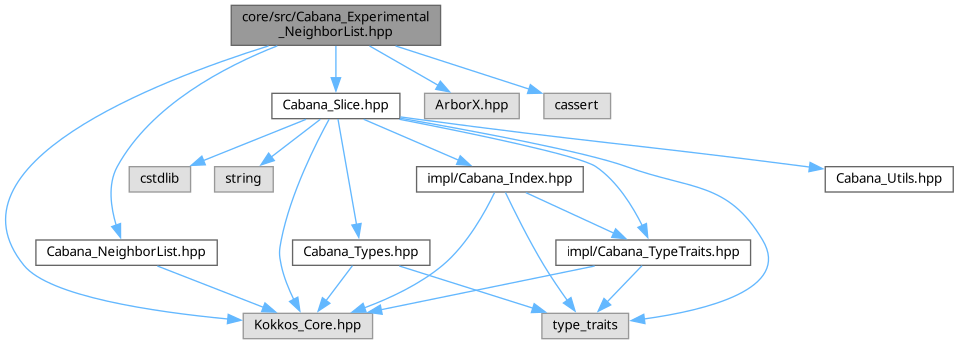 core/src/Cabana_Experimental
_NeighborList.hpp
Cabana_Slice.hpp
ArborX.hpp
cassert
cstdlib
string
impl/Cabana_Index.hpp
Cabana_Utils.hpp
Cabana_NeighborList.hpp
Cabana_Types.hpp
impl/Cabana_TypeTraits.hpp
Kokkos_Core.hpp
type_traits